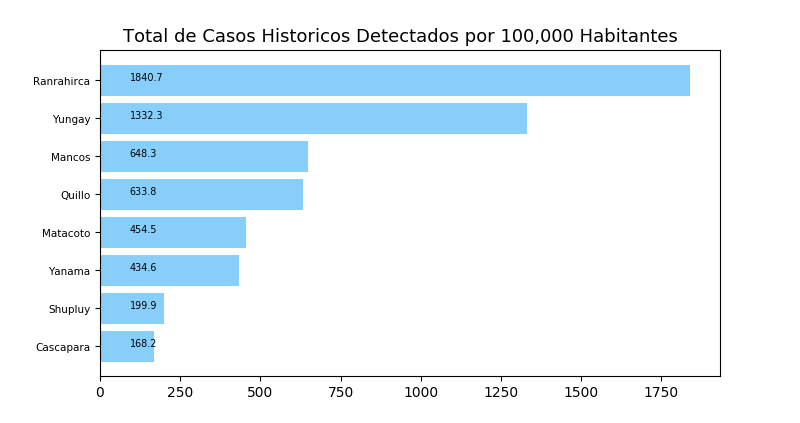 Total de Casos Historicos Detectados por 100,000 Habitantes
Ranrahirca 1840.7
Yungay 1332.3
Mancos 648.3
Quillo 633.8
Matacoto 454.5
Yanama 434.6
Shupluy 199.9
Cascapara 168.2
0 250 500 750 1000 1250 1500 1750